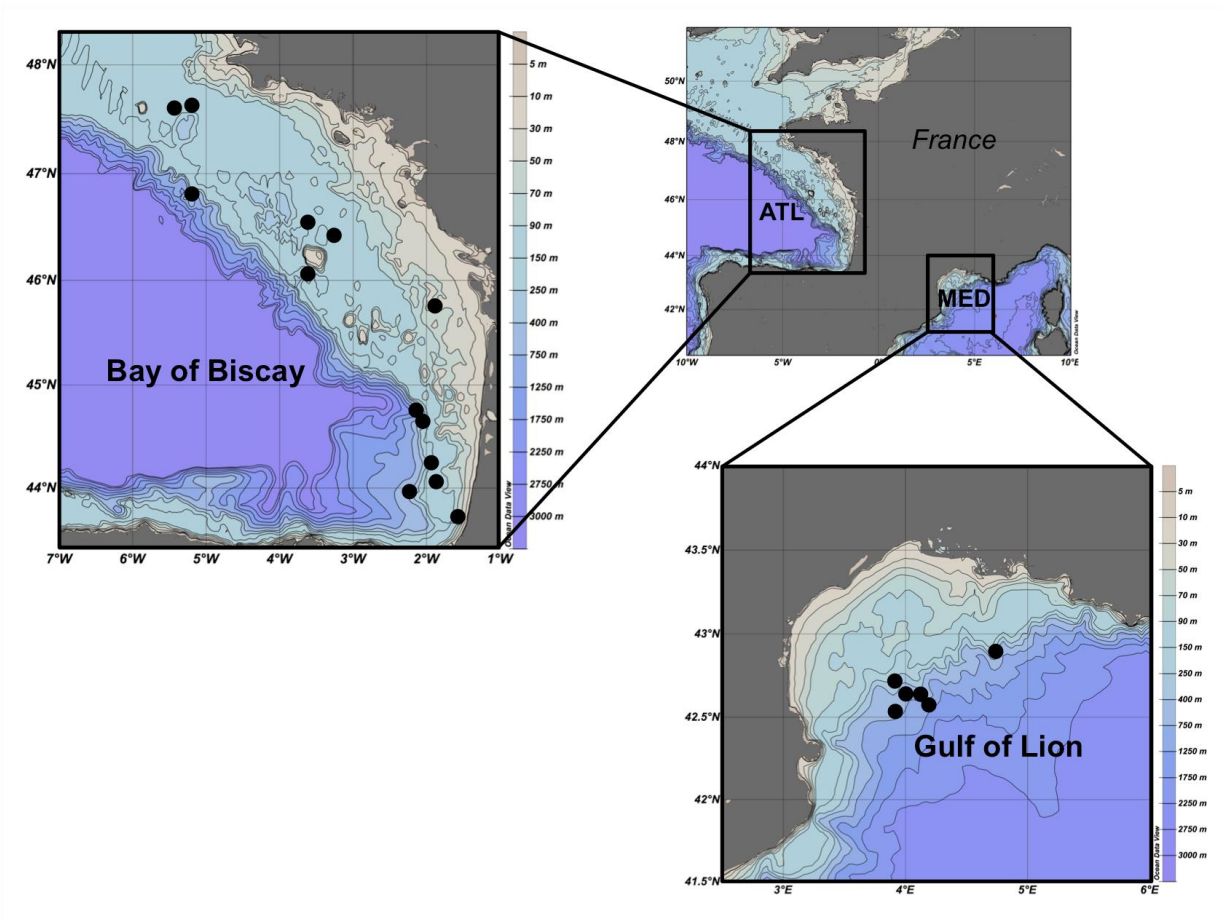 48°N
47°N
46°N
45°N
44°N
7°W 6°W 5°W 4°W 3°W 2°W 1°W
Bay of Biscay
5 m
10 m
30 m
50 m
70 m
90 m
150 m
250 m
400 m
750 m
1250 m
1750 m
2250 m
2750 m
3000 m
Ocean Data View
50°N
48°N
46°N
44°N
42°N
10°W 5°W 0° 5°E 10°E
France
ATL
MED
Ocean Data View
44°N
43.5°N
43°N
42.5°N
42°N
41.5°N
3°E 4°E 5°E 6°E
Gulf of Lion
5 m
10 m
30 m
50 m
70 m
90 m
150 m
250 m
400 m
750 m
1250 m
1750 m
2250 m
2750 m
3000 m
Ocean Data View